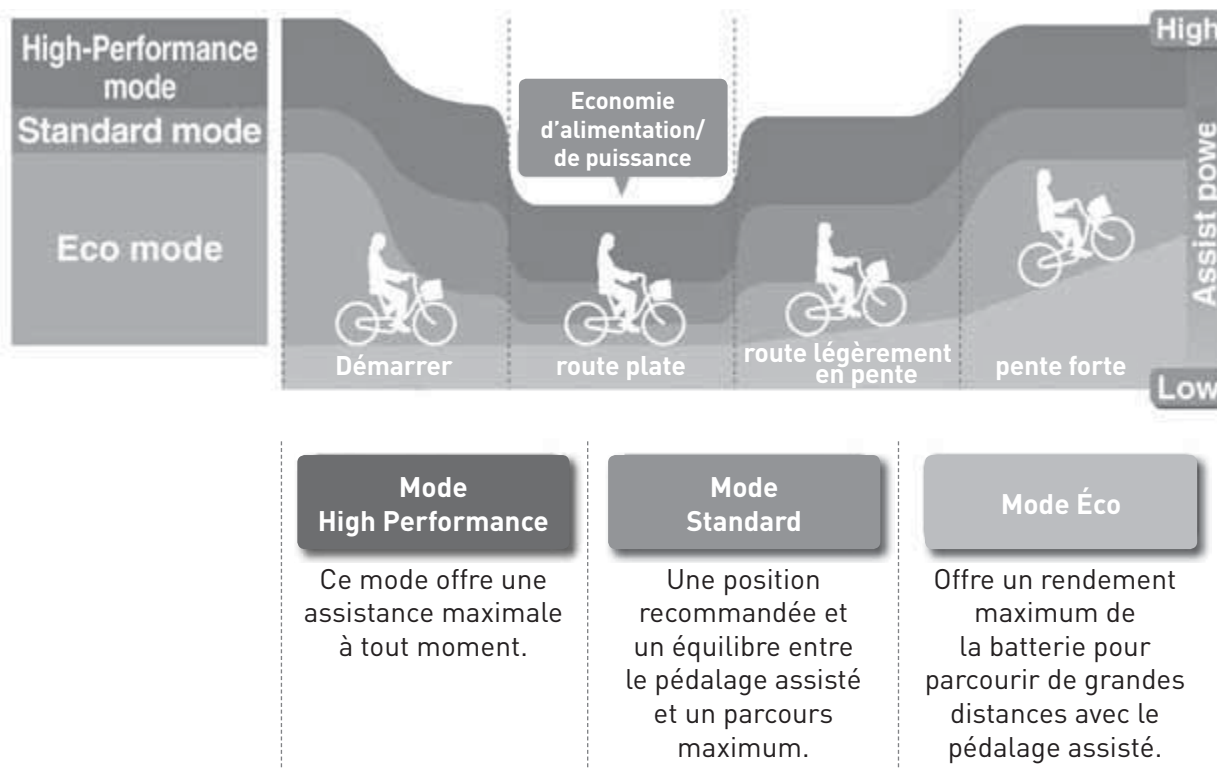 High-Performance
mode
Standard mode
Eco mode
Economie
d'alimentation/
de puissance
High
Assist powe
Low
Démarrer
route plate
route légèrement
en pente
pente forte
Mode
High Performance
Ce mode offre une
assistance maximale
à tout moment.
Mode
Standard
Une position
recommandée et
un équilibre entre
le pédalage assisté
et un parcours
maximum.
Mode Éco
Offre un rendement
maximum de
la batterie pour
parcourir de grandes
distances avec le
pédalage assisté.